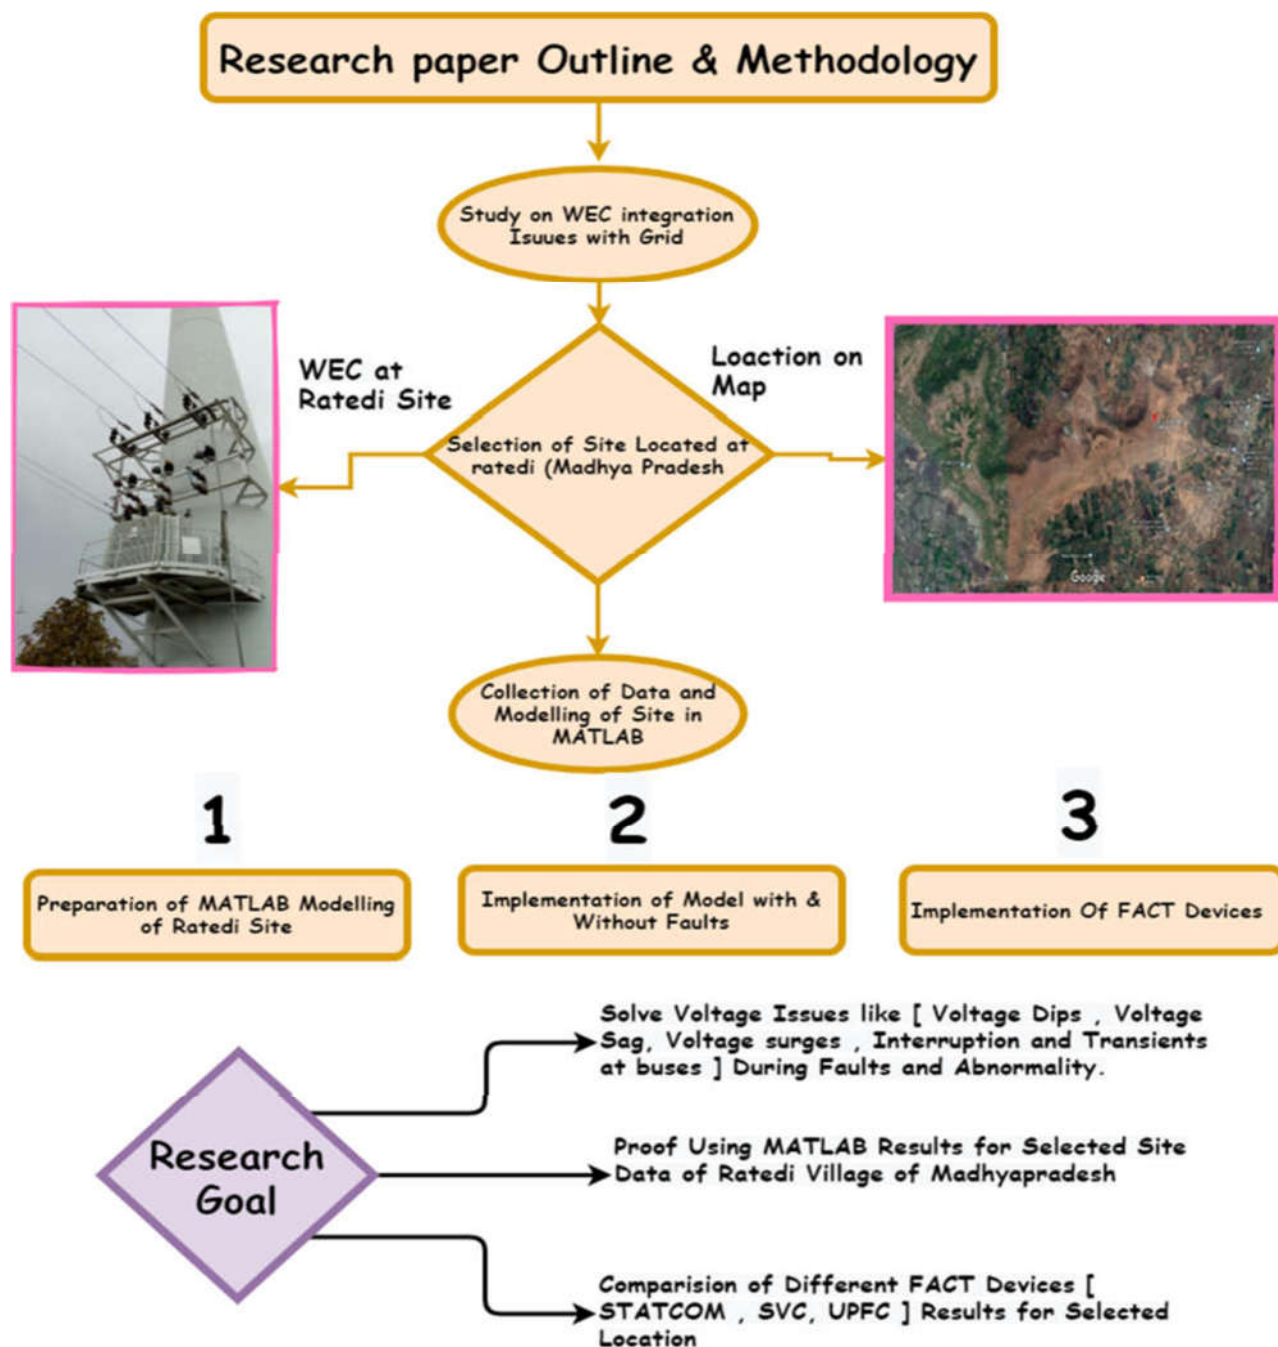 Research paper Outline & Methodology
Study on WEC integration
Isuues with Grid
WEC at
Ratedi Site
Loaction on
Map
Selection of Site Located at
ratedi (Madhya Pradesh
Google
Collection of Data and
Modelling of Site in
MATLAB
1
2
3
Preparation of MATLAB Modelling
of Ratedi Site
Implementation of Model with &
Without Faults
Implementation Of FACT Devices
Research
Goal
Solve Voltage Issues like [ Voltage Dips , Voltage
Sag, Voltage surges , Interruption and Transients
at buses ] During Faults and Abnormality.
Proof Using MATLAB Results for Selected Site
Data of Ratedi Village of Madhyapradesh
Comparision of Different FACT Devices [
STATCOM , SVC, UPFC ] Results for Selected
Location